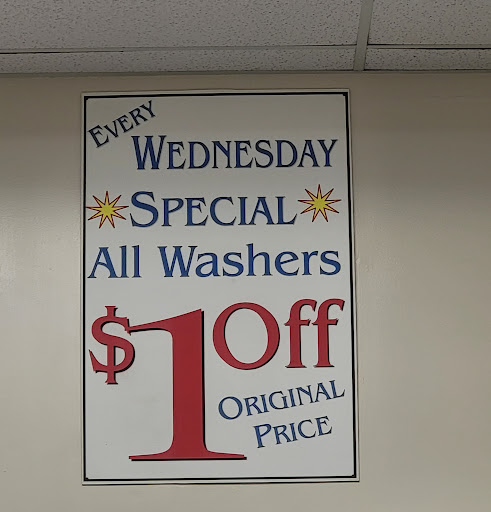 EVERY
WEDNESDAY
SPECIAL
All Washers
$1 Off
ORIGINAL
PRICE